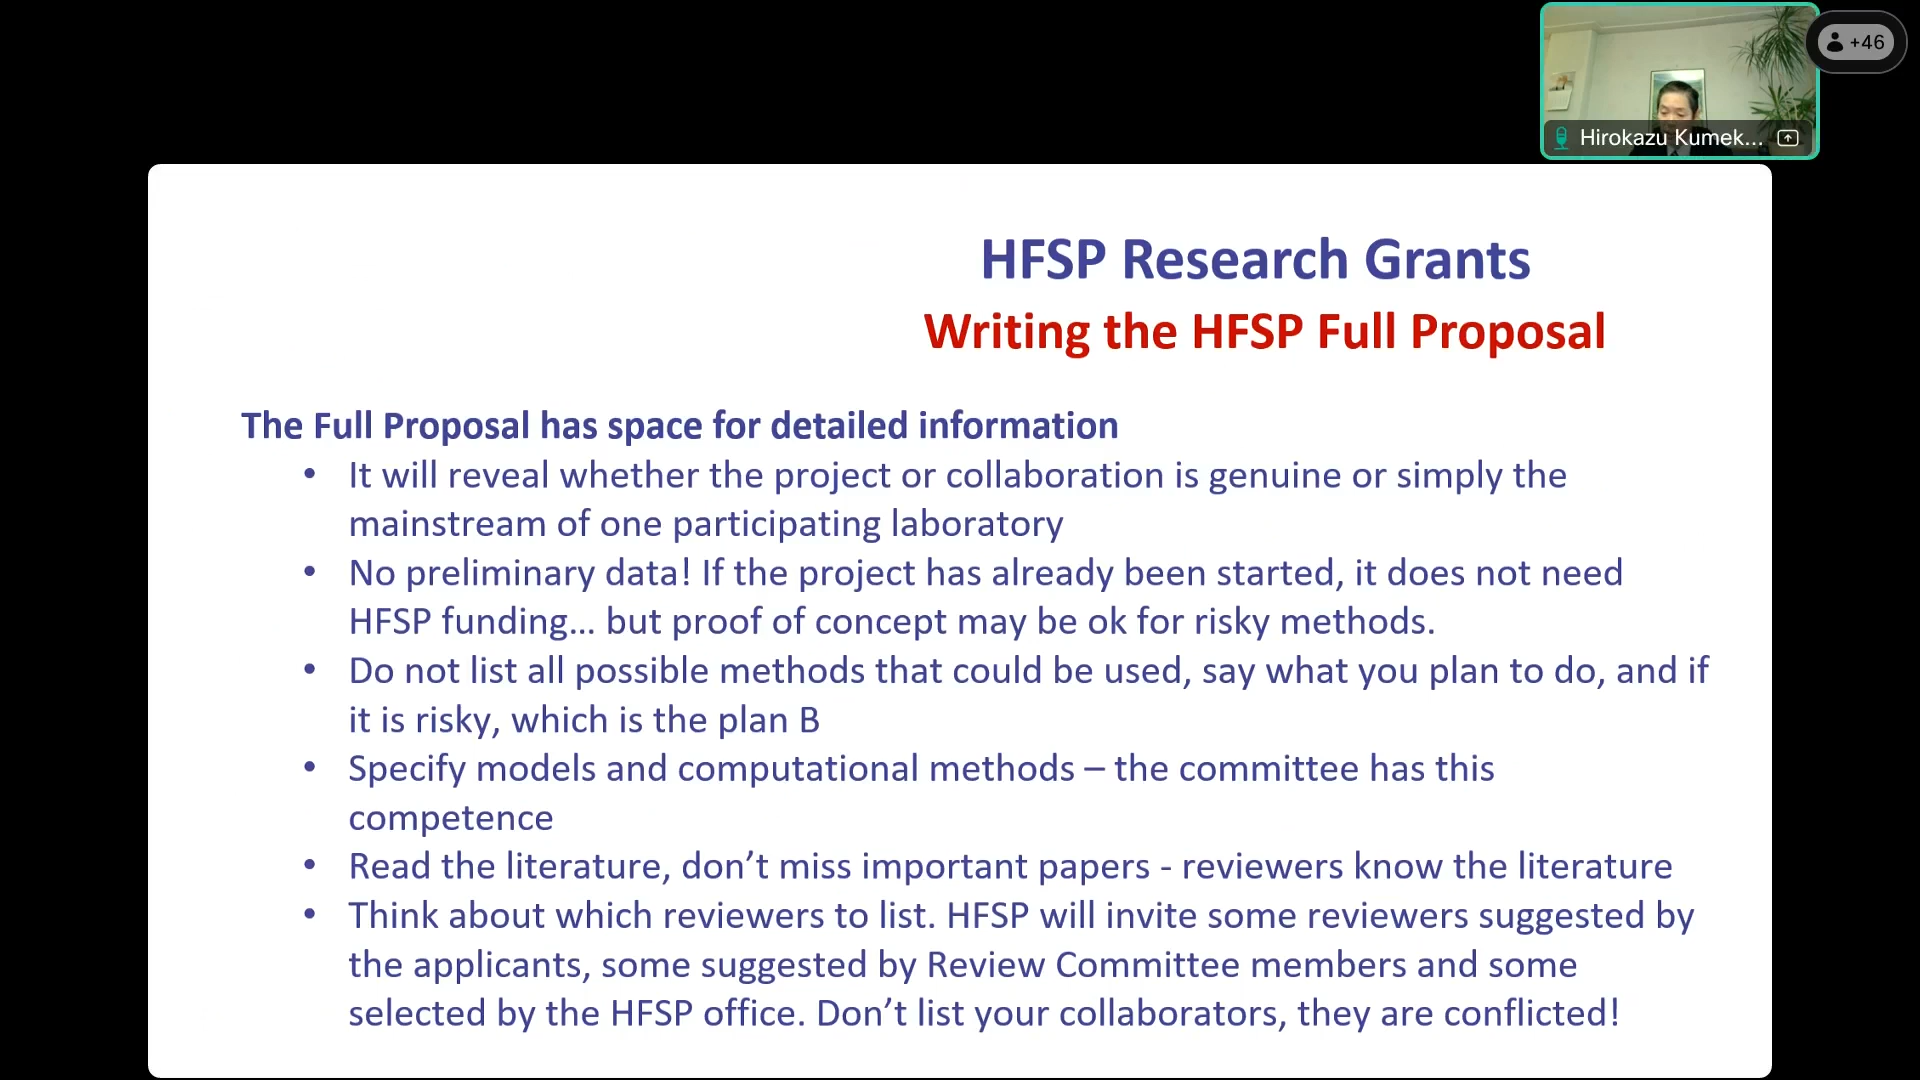 +46
Hirokazu Kumek...
HFSP Research Grants
Writing the HFSP Full Proposal
The Full Proposal has space for detailed information
• It will reveal whether the project or collaboration is genuine or simply the
mainstream of one participating laboratory
• No preliminary data! If the project has already been started, it does not need
HFSP funding... but proof of concept may be ok for risky methods.
• Do not list all possible methods that could be used, say what you plan to do, and if
it is risky, which is the plan B
• Specify models and computational methods – the committee has this
competence
• Read the literature, don’t miss important papers - reviewers know the literature
• Think about which reviewers to list. HFSP will invite some reviewers suggested by
the applicants, some suggested by Review Committee members and some
selected by the HFSP office. Don’t list your collaborators, they are conflicted!